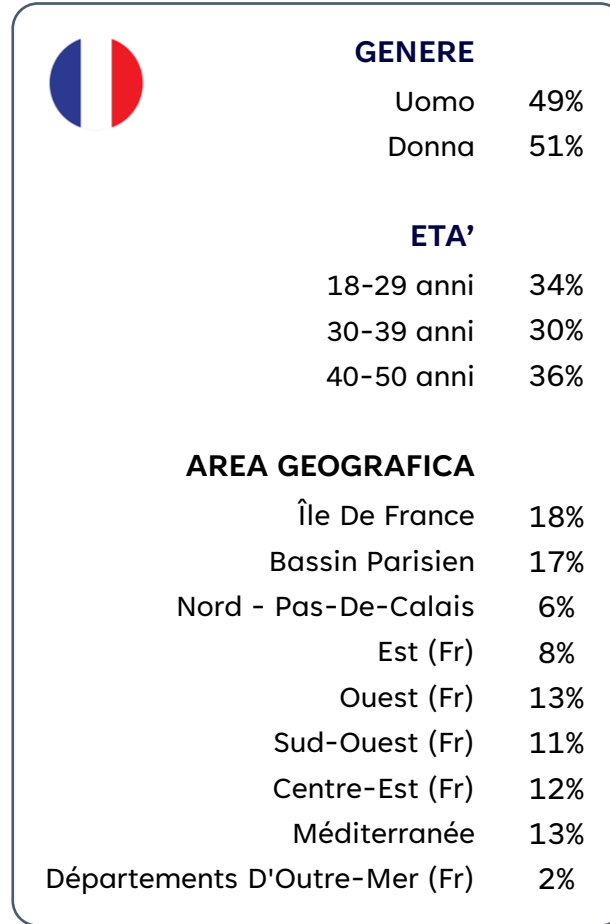 GENERE
Uomo 49%
Donna 51%
ETA’
18-29 anni 34%
30-39 anni 30%
40-50 anni 36%
AREA GEOGRAFICA
Île De France 18%
Bassin Parisien 17%
Nord - Pas-De-Calais 6%
Est (Fr) 8%
Ouest (Fr) 13%
Sud-Ouest (Fr) 11%
Centre-Est (Fr) 12%
Méditerranée 13%
Départements D'Outre-Mer (Fr) 2%